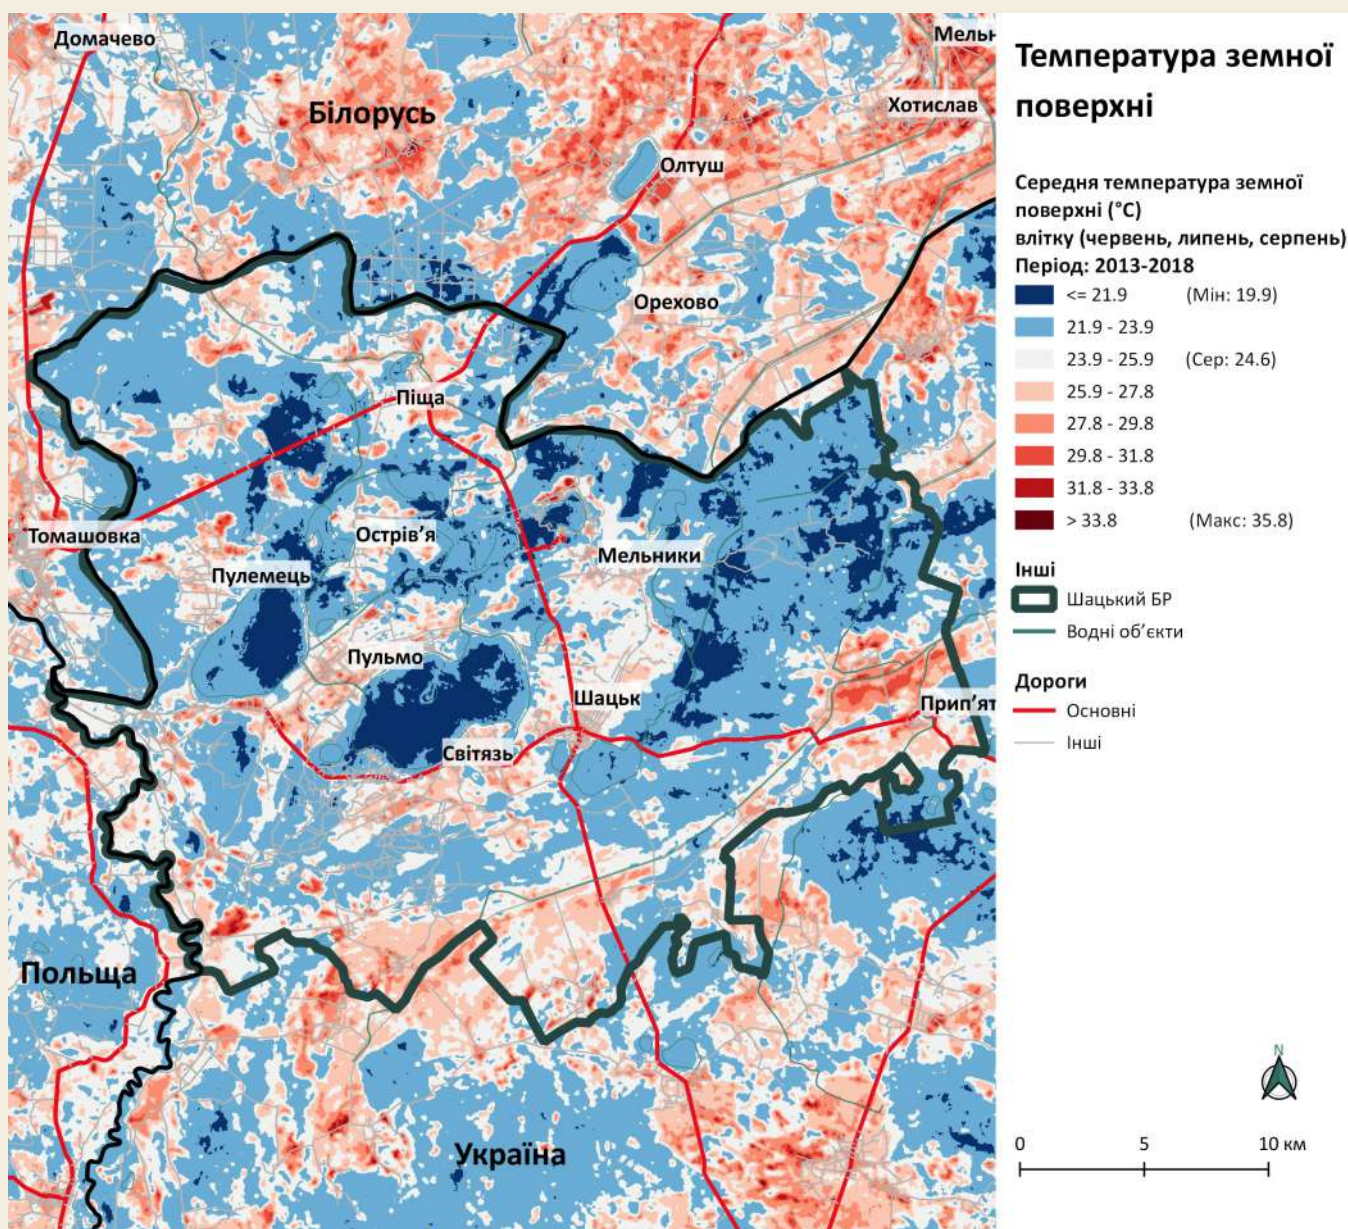 Домачево
Мельн
Білорусь
Хотислав
Олтуш
Орехово
Піща
Томашовка
Острів’я
Мельники
Пулемець
Пульмо
Шацьк
Прип’ят
Світязь
Польща
Україна
Температура земної
поверхні
Середня температура земної
поверхні (°C)
влітку (червень, липень, серпень)
Період: 2013-2018
<= 21.9 (Мін: 19.9)
21.9 - 23.9
23.9 - 25.9 (Сер: 24.6)
25.9 - 27.8
27.8 - 29.8
29.8 - 31.8
31.8 - 33.8
> 33.8 (Макс: 35.8)
Інші
Шацький БР
Водні об’єкти
Дороги
Основні
Інші
N
0 5 10 км